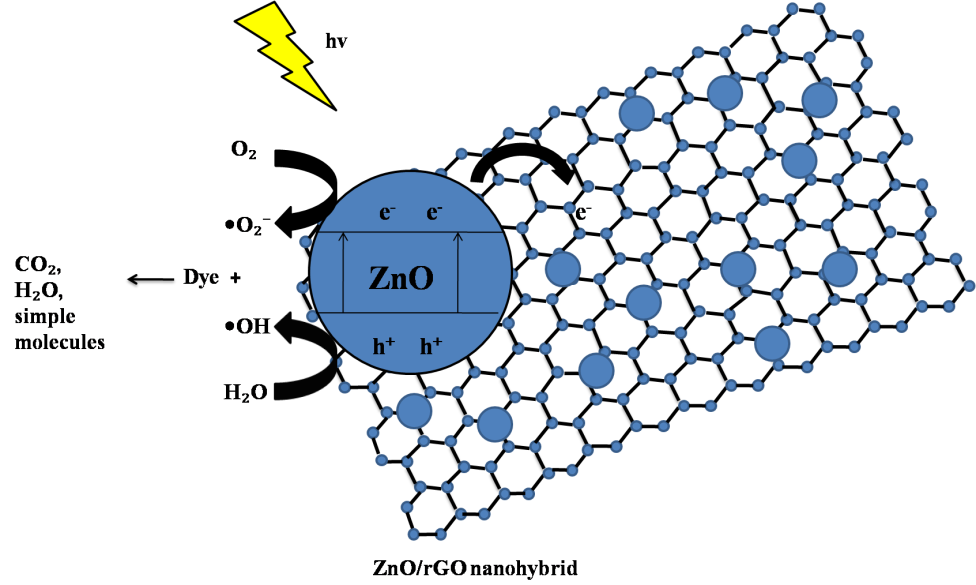 hv
O₂
e⁻ e⁻
e⁻
•O₂⁻
CO₂,
H₂O,
simple
molecules
Dye +
ZnO
•OH
h⁺ h⁺
H₂O
ZnO/rGO nanohybrid